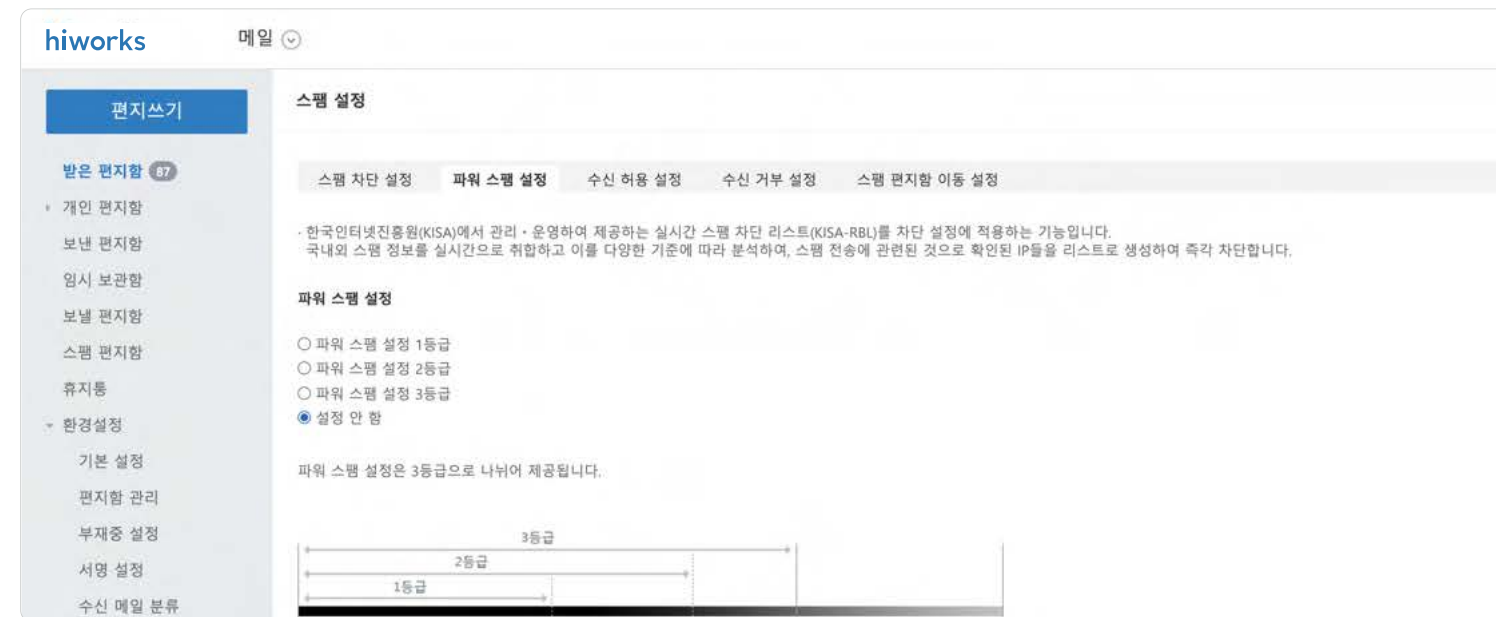 hiworks
메일
편지쓰기
받은 편지함 87
개인 편지함
보낸 편지함
임시 보관함
보낼 편지함
스팸 편지함
휴지통
환경설정
기본 설정
편지함 관리
부재중 설정
서명 설정
수신 메일 분류
스팸 설정
스팸 차단 설정 파워 스팸 설정 수신 허용 설정 수신 거부 설정 스팸 편지함 이동 설정
· 한국인터넷진흥원(KISA)에서 관리・운영하여 제공하는 실시간 스팸 차단 리스트(KISA-RBL)를 차단 설정에 적용하는 기능입니다.
국내외 스팸 정보를 실시간으로 취합하고 이를 다양한 기준에 따라 분석하여, 스팸 전송에 관련된 것으로 확인된 IP들을 리스트로 생성하여 즉각 차단합니다.
파워 스팸 설정
파워 스팸 설정 1등급
파워 스팸 설정 2등급
파워 스팸 설정 3등급
설정 안 함
파워 스팸 설정은 3등급으로 나뉘어 제공됩니다.
3등급
2등급
1등급